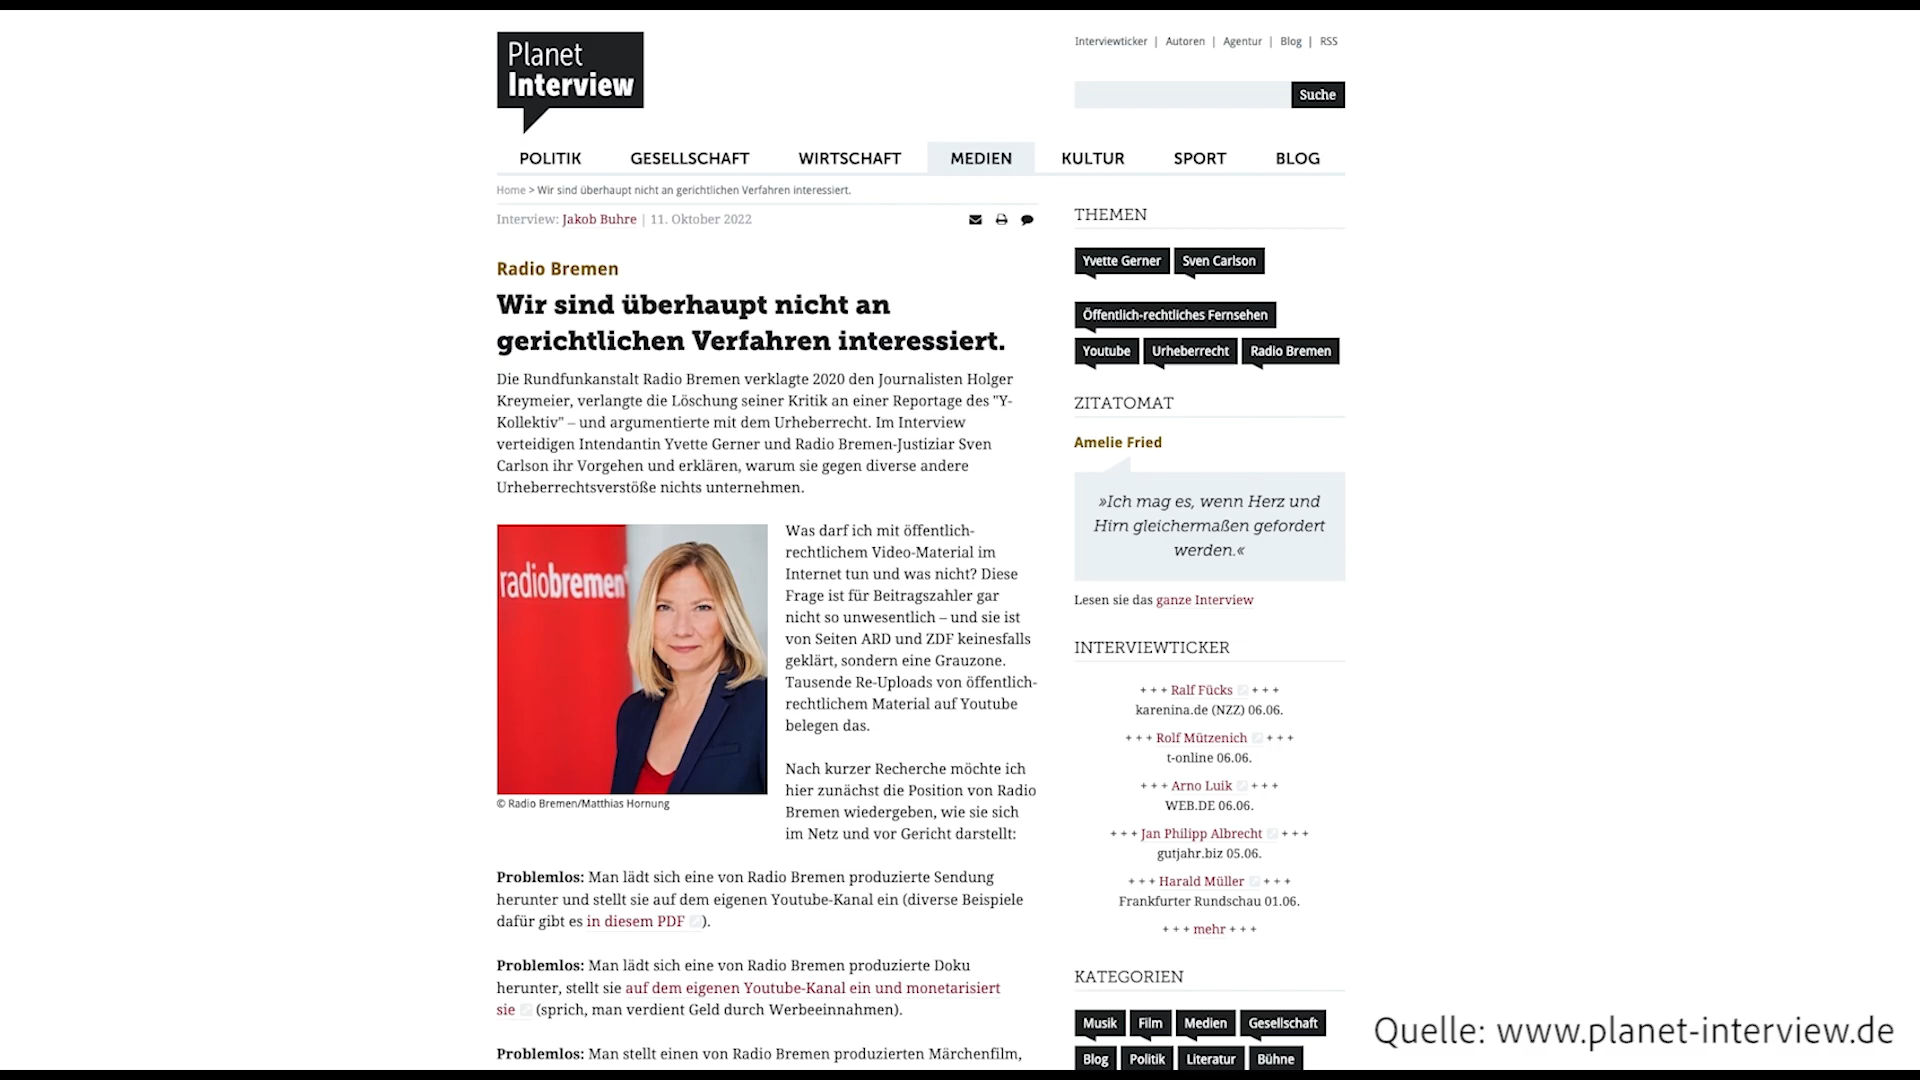 Planet
Interview
Interviewticker | Autoren | Agentur | Blog | RSS
Suche
POLITIK GESELLSCHAFT WIRTSCHAFT MEDIEN KULTUR SPORT BLOG
Home > Wir sind überhaupt nicht an gerichtlichen Verfahren interessiert.
Interview: Jakob Buhre | 11. Oktober 2022
Radio Bremen
Wir sind überhaupt nicht an
gerichtlichen Verfahren interessiert.
Die Rundfunkanstalt Radio Bremen verklagte 2020 den Journalisten Holger
Kreymeier, verlangte die Löschung seiner Kritik an einer Reportage des "Y-
Kollektiv" – und argumentierte mit dem Urheberrecht. Im Interview
verteidigen Intendantin Yvette Gerner und Radio Bremen-Justiziar Sven
Carlson ihr Vorgehen und erklären, warum sie gegen diverse andere
Urheberrechtsverstöße nichts unternehmen.
radiobremen
© Radio Bremen/Matthias Hornung
Was darf ich mit öffentlich-
rechtlichem Video-Material im
Internet tun und was nicht? Diese
Frage ist für Beitragszahler gar
nicht so unwesentlich – und sie ist
von Seiten ARD und ZDF keinesfalls
geklärt, sondern eine Grauzone.
Tausende Re-Uploads von öffentlich-
rechtlichem Material auf Youtube
belegen das.
Nach kurzer Recherche möchte ich
hier zunächst die Position von Radio
Bremen wiedergeben, wie sie sich
im Netz und vor Gericht darstellt:
Problemlos: Man lädt sich eine von Radio Bremen produzierte Sendung
herunter und stellt sie auf dem eigenen Youtube-Kanal ein (diverse Beispiele
dafür gibt es in diesem PDF ).
Problemlos: Man lädt sich eine von Radio Bremen produzierte Doku
herunter, stellt sie auf dem eigenen Youtube-Kanal ein und monetarisiert
sie (sprich, man verdient Geld durch Werbeeinnahmen).
Problemlos: Man stellt einen von Radio Bremen produzierten Märchenfilm,
THEMEN
Yvette Gerner Sven Carlson
Öffentlich-rechtliches Fernsehen
Youtube Urheberrecht Radio Bremen
ZITATOMAT
Amelie Fried
»Ich mag es, wenn Herz und
Hirn gleichermaßen gefordert
werden.«
Lesen sie das ganze Interview
INTERVIEWTICKER
+ + + Ralf Fücks + + +
karenina.de (NZZ) 06.06.
+ + + Rolf Mützenich + + +
t-online 06.06.
+ + + Arno Luik + + +
WEB.DE 06.06.
+ + + Jan Philipp Albrecht + + +
gutjahr.biz 05.06.
+ + + Harald Müller + + +
Frankfurter Rundschau 01.06.
+ + + mehr + + +
KATEGORIEN
Musik Film Medien Gesellschaft
Blog Politik Literatur Bühne
Quelle: www.planet-interview.de